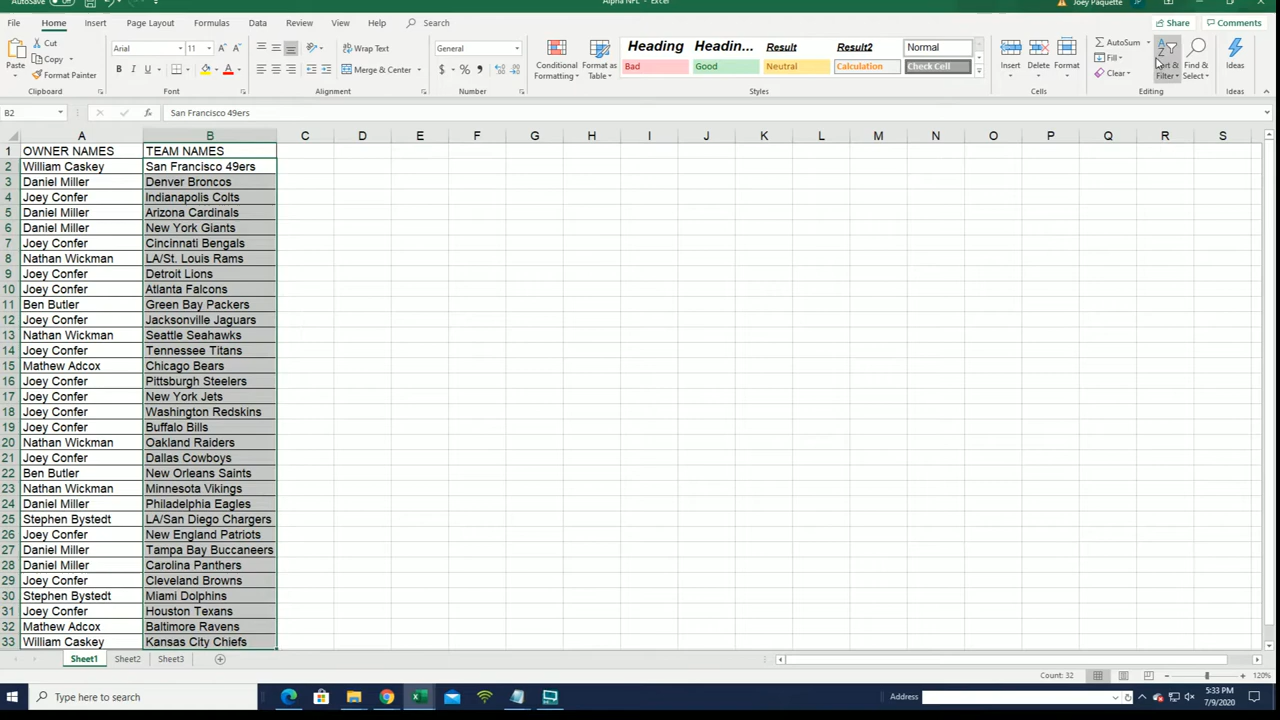 AutoSave
Alpha NFL - Excel
Joey Paquette
JP
File Home Insert Page Layout Formulas Data Review View Help Search
Share Comments
Cut
Copy
Format Painter
Paste
Clipboard
Arial 11
Font
Wrap Text
Merge & Center
Alignment
General
Number
Conditional Formatting
Format as Table
Heading Headin... Result Result2 Normal
Bad Good Neutral Calculation Check Cell
Styles
Insert Delete Format
Cells
AutoSum
Fill
Clear
Sort & Filter
Find & Select
Editing
Ideas
Ideas
B2 San Francisco 49ers
A B C D E F G H I J K L M N O P Q R S
1 OWNER NAMES TEAM NAMES
2 William Caskey San Francisco 49ers
3 Daniel Miller Denver Broncos
4 Joey Confer Indianapolis Colts
5 Daniel Miller Arizona Cardinals
6 Daniel Miller New York Giants
7 Joey Confer Cincinnati Bengals
8 Nathan Wickman LA/St. Louis Rams
9 Joey Confer Detroit Lions
10 Joey Confer Atlanta Falcons
11 Ben Butler Green Bay Packers
12 Joey Confer Jacksonville Jaguars
13 Nathan Wickman Seattle Seahawks
14 Joey Confer Tennessee Titans
15 Mathew Adcox Chicago Bears
16 Joey Confer Pittsburgh Steelers
17 Joey Confer New York Jets
18 Joey Confer Washington Redskins
19 Joey Confer Buffalo Bills
20 Nathan Wickman Oakland Raiders
21 Joey Confer Dallas Cowboys
22 Ben Butler New Orleans Saints
23 Nathan Wickman Minnesota Vikings
24 Daniel Miller Philadelphia Eagles
25 Stephen Bystedt LA/San Diego Chargers
26 Joey Confer New England Patriots
27 Daniel Miller Tampa Bay Buccaneers
28 Daniel Miller Carolina Panthers
29 Joey Confer Cleveland Browns
30 Stephen Bystedt Miami Dolphins
31 Joey Confer Houston Texans
32 Mathew Adcox Baltimore Ravens
33 William Caskey Kansas City Chiefs
Sheet1 Sheet2 Sheet3
Count: 32 120%
Type here to search
Address
5:33 PM
7/9/2020